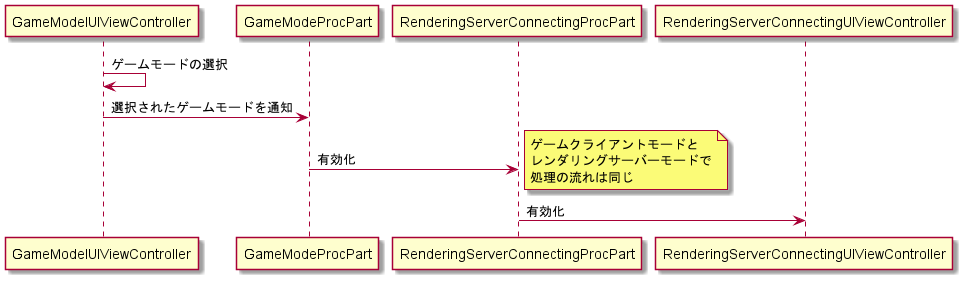 GameModelUIViewController
GameModeProcPart
RenderingServerConnectingProcPart
RenderingServerConnectingUIViewController
ゲームモードの選択
選択されたゲームモードを通知
ゲームクライアントモードと
レンダリングサーバーモードで
処理の流れは同じ
有効化
有効化
GameModelUIViewController
GameModeProcPart
RenderingServerConnectingProcPart
RenderingServerConnectingUIViewController